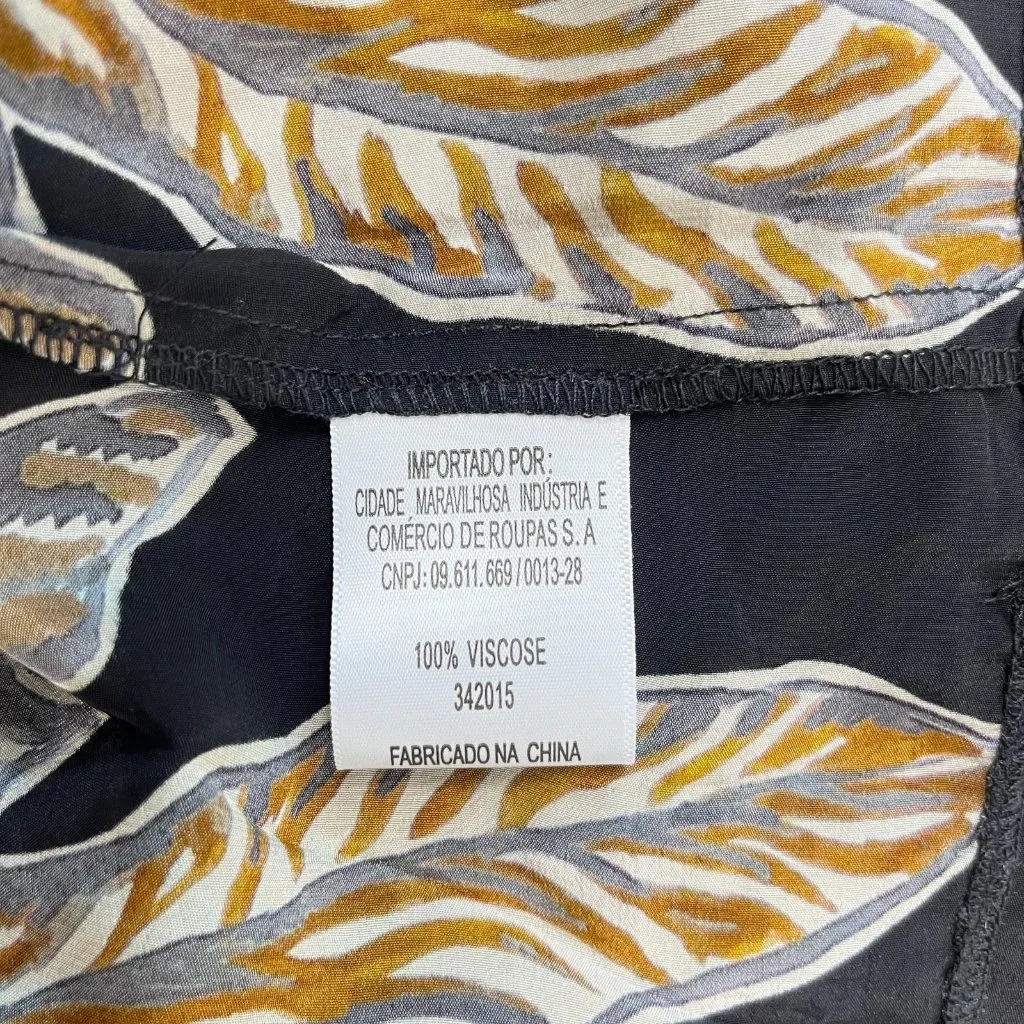 IMPORTADO POR:
CIDADE MARAVILHOSA INDÚSTRIA E
COMÉRCIO DE ROUPAS S. A
CNPJ: 09.611.669/0013-28
100% VISCOSE
342015
FABRICADO NA CHINA